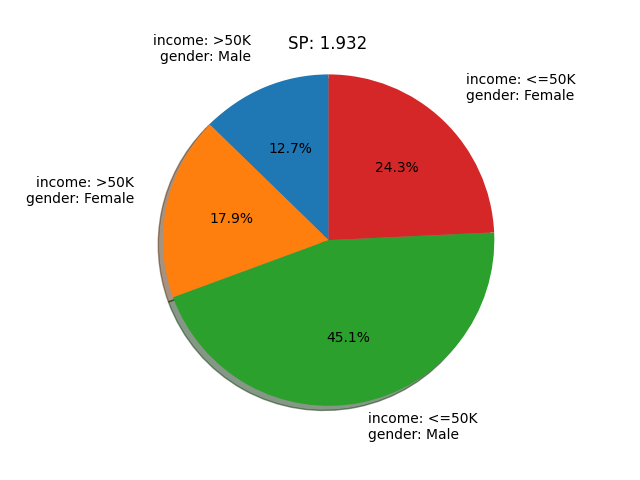 SP: 1.932
income: >50K
gender: Male
12.7%
income: <=50K
gender: Female
24.3%
income: >50K
gender: Female
17.9%
45.1%
income: <=50K
gender: Male